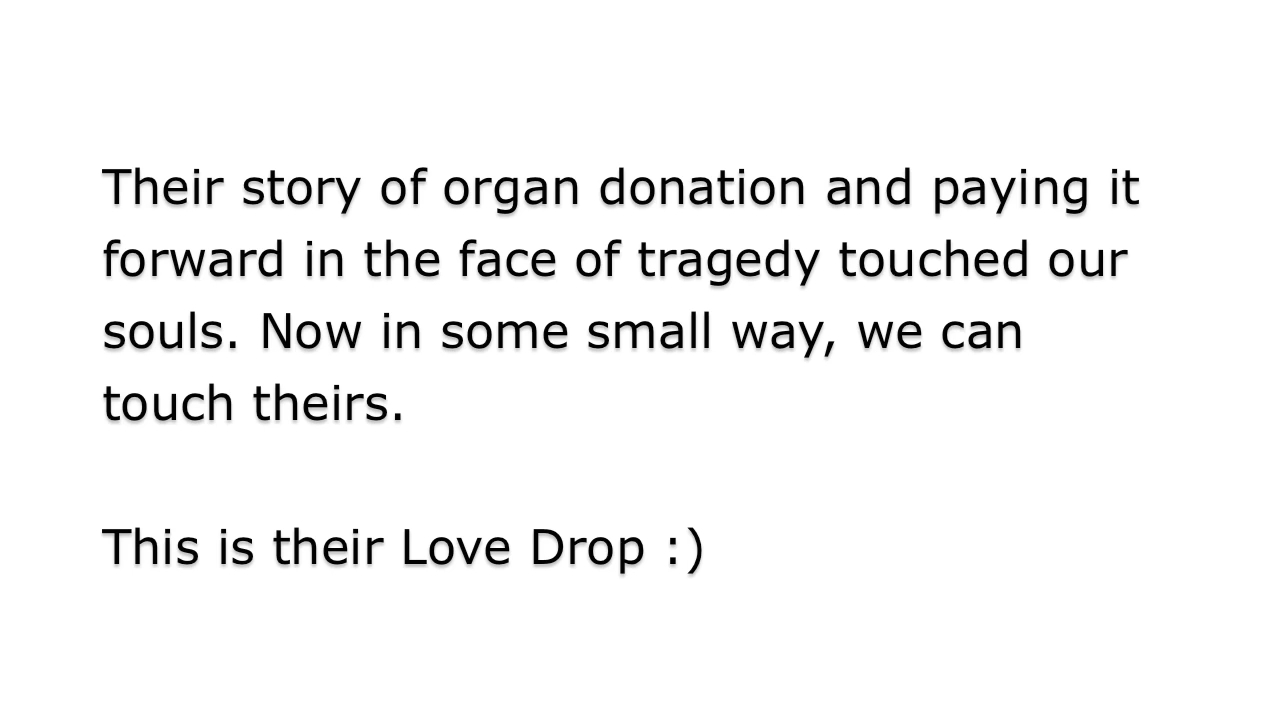 Their story of organ donation and paying it
forward in the face of tragedy touched our
souls. Now in some small way, we can
touch theirs.
This is their Love Drop :)